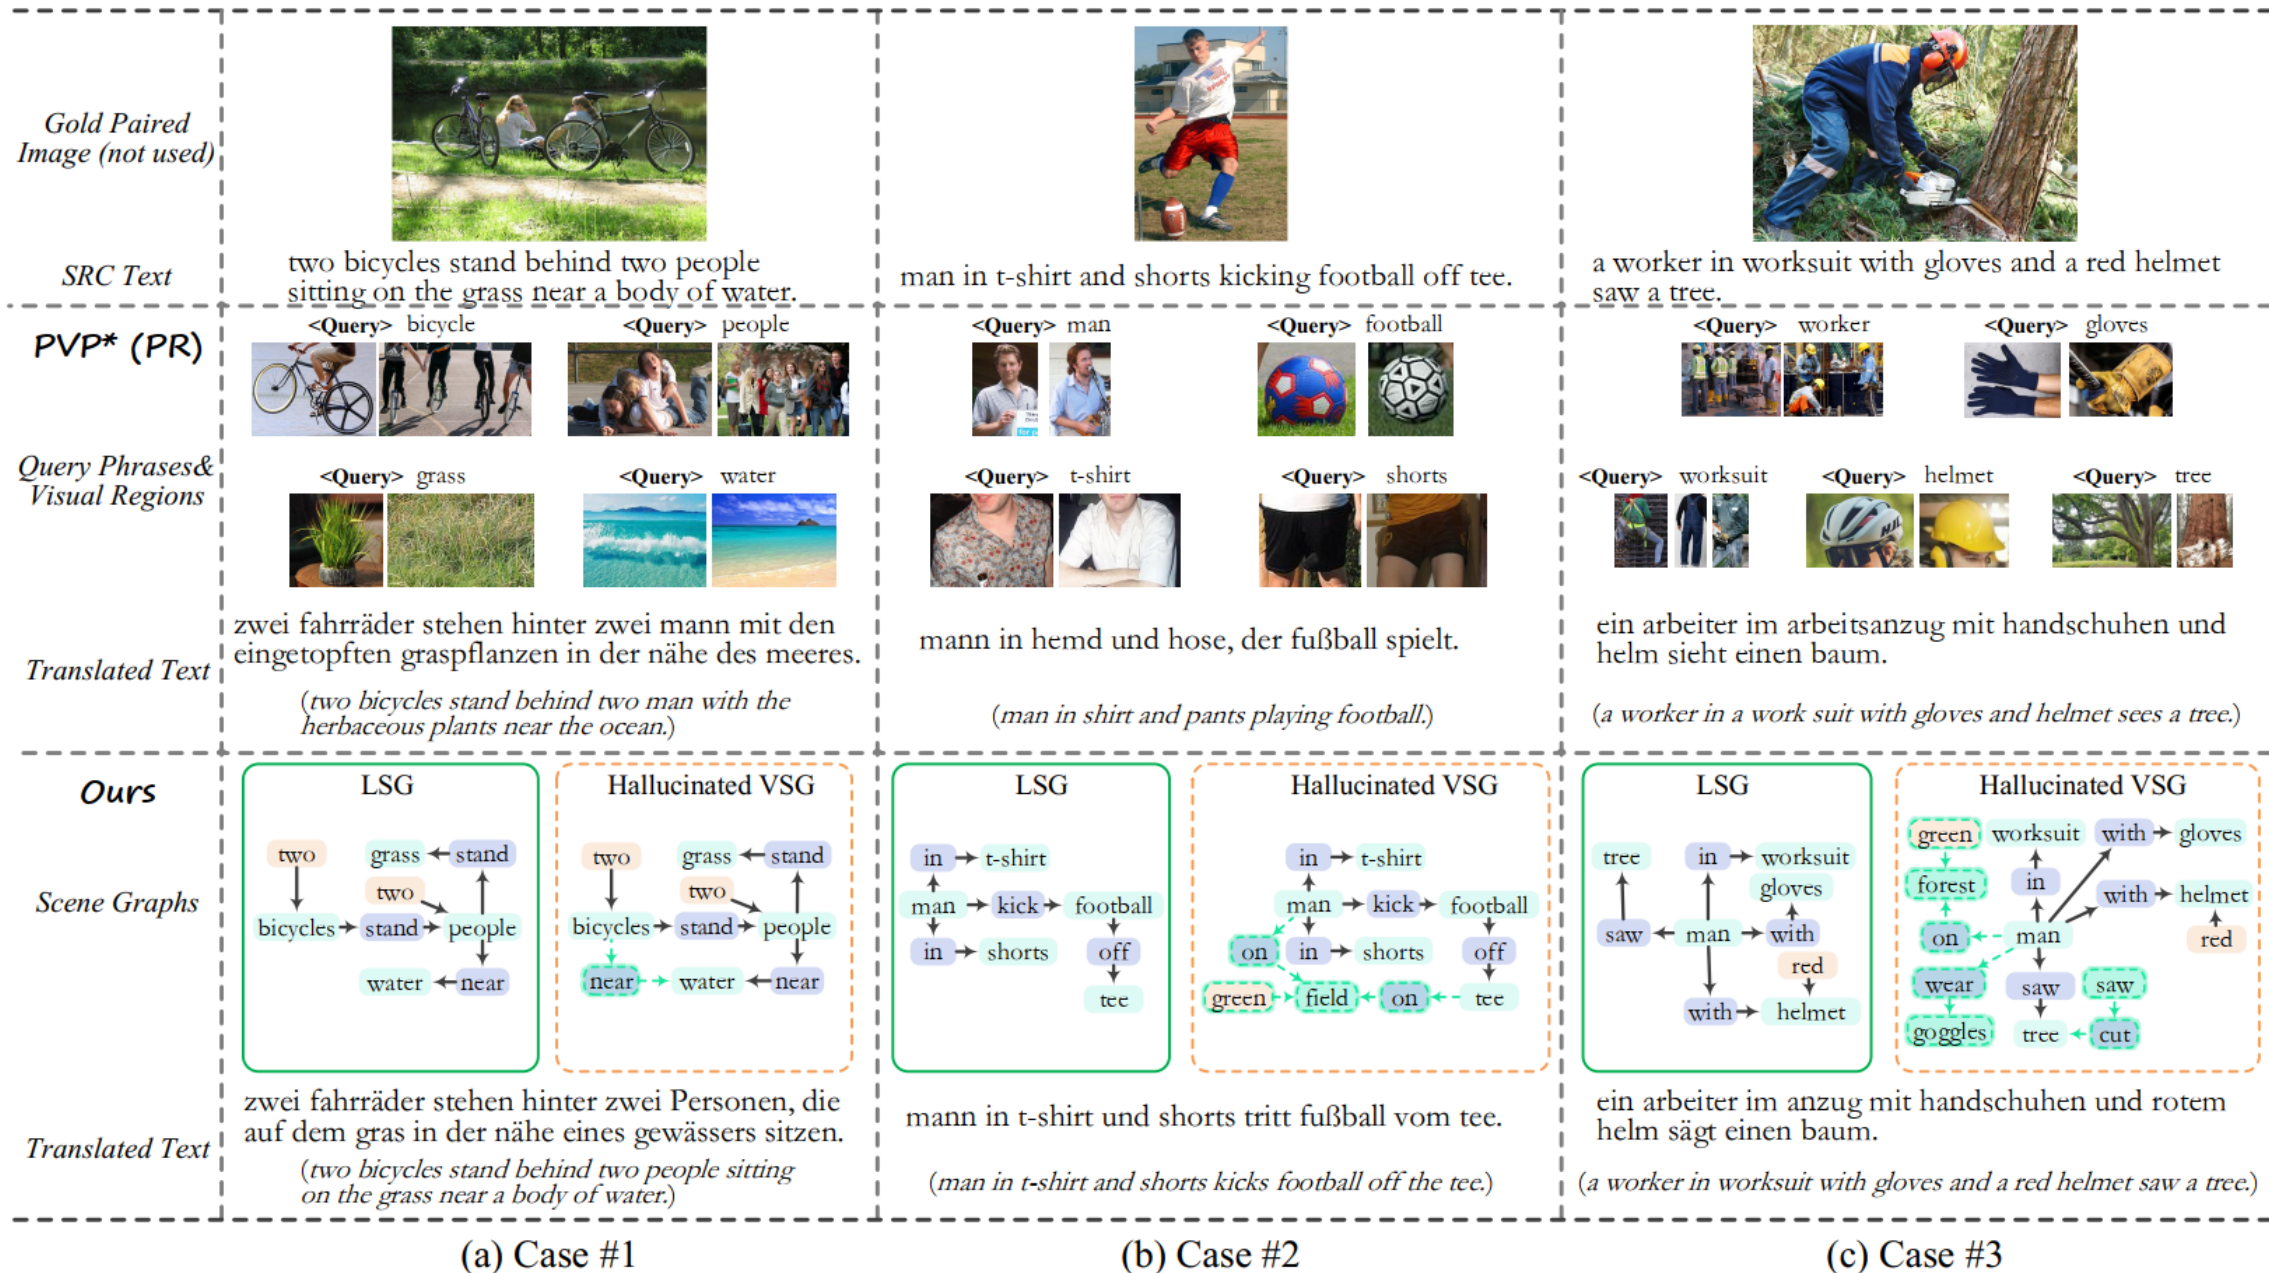 Gold Paired
Image (not used)
SRC Text
two bicycles stand behind two people
sitting on the grass near a body of water.
man in t-shirt and shorts kicking football off tee.
a worker in worksuit with gloves and a red helmet
saw a tree.
PVP* (PR)
Query Phrases&
Visual Regions
<Query> bicycle
<Query> people
<Query> grass
<Query> water
<Query> man
<Query> football
<Query> t-shirt
<Query> shorts
<Query> worker
<Query> gloves
<Query> worksuit
<Query> helmet
<Query> tree
Translated Text
zwei fahrräder stehen hinter zwei mann mit den
eingetopften graspflanzen in der nähe des meeres.
(two bicycles stand behind two man with the
herbaceous plants near the ocean.)
mann in hemd und hose, der fußball spielt.
(man in shirt and pants playing football.)
ein arbeiter im arbeitsanzug mit handschuhen und
helm sieht einen baum.
(a worker in a work suit with gloves and helmet sees a tree.)
Ours
Scene Graphs
LSG
two
grass
stand
two
bicycles
stand
people
water
near
Hallucinated VSG
two
grass
stand
two
bicycles
stand
people
near
water
near
LSG
in
t-shirt
man
kick
football
in
shorts
off
tee
Hallucinated VSG
in
t-shirt
man
kick
football
on
in
shorts
off
green
field
on
tee
LSG
tree
in
worksuit
gloves
saw
man
with
red
with
helmet
Hallucinated VSG
green
worksuit
with
gloves
forest
in
with
helmet
on
man
red
wear
saw
saw
goggles
tree
cut
Translated Text
zwei fahrräder stehen hinter zwei Personen, die
auf dem gras in der nähe eines gewässers sitzen.
(two bicycles stand behind two people sitting
on the grass near a body of water.)
mann in t-shirt und shorts tritt fußball vom tee.
(man in t-shirt and shorts kicks football off the tee.)
ein arbeiter im anzug mit handschuhen und rotem
helm sägt einen baum.
(a worker in worksuit with gloves and a red helmet saw a tree.)
(a) Case #1
(b) Case #2
(c) Case #3